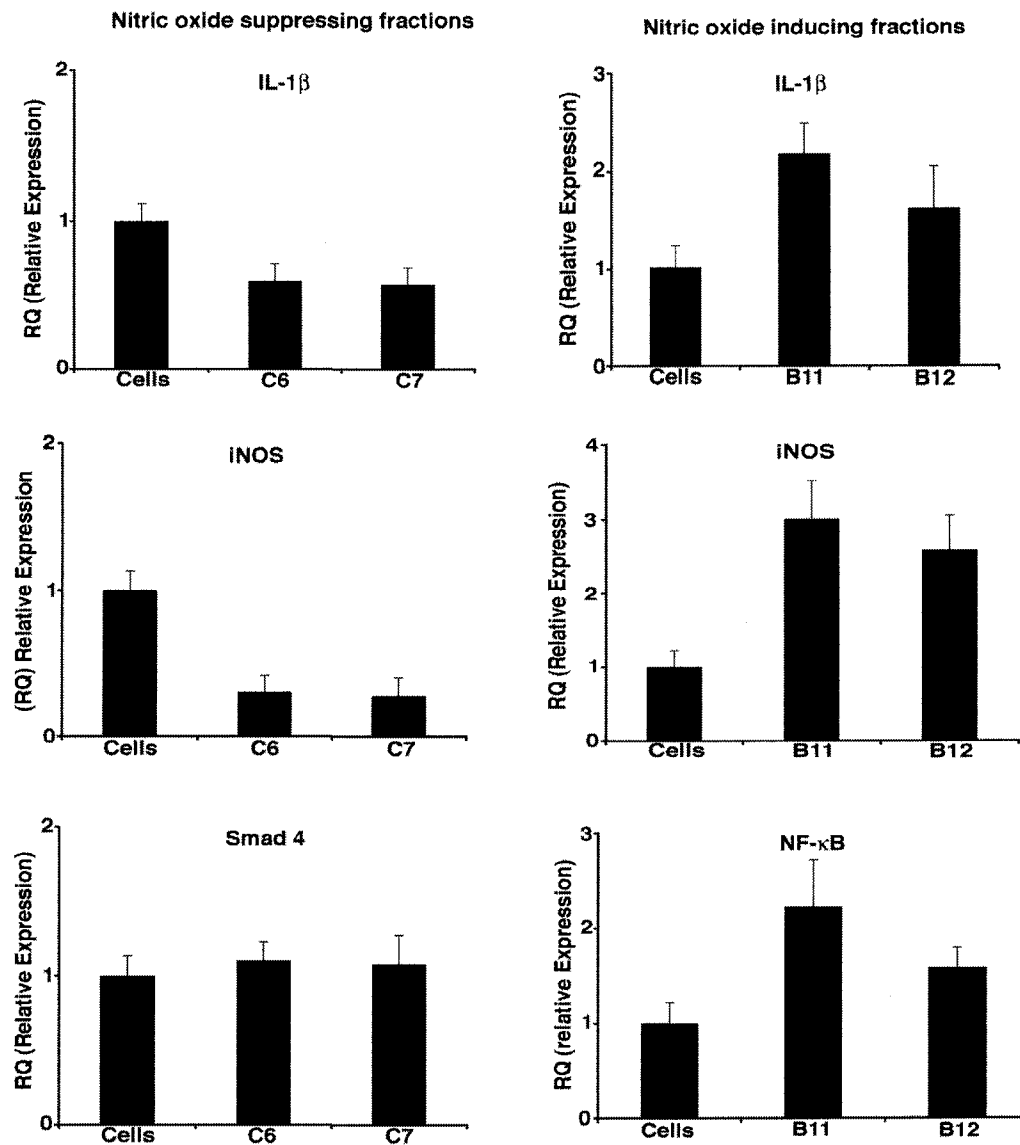 Nitric oxide suppressing fractions
IL-1β
RQ (Relative Expression)
2
1
0
Cells C6 C7
iNOS
(RQ) Relative Expression
2
1
0
Cells C6 C7
Smad 4
RQ (Relative Expression)
2
1
0
Cells C6 C7
Nitric oxide inducing fractions
IL-1β
RQ (Relative Expression)
3
2
1
0
Cells B11 B12
iNOS
RQ (Relative Expression)
4
3
2
1
0
Cells B11 B12
NF-κB
RQ (relative Expression)
3
2
1
0
Cells B11 B12